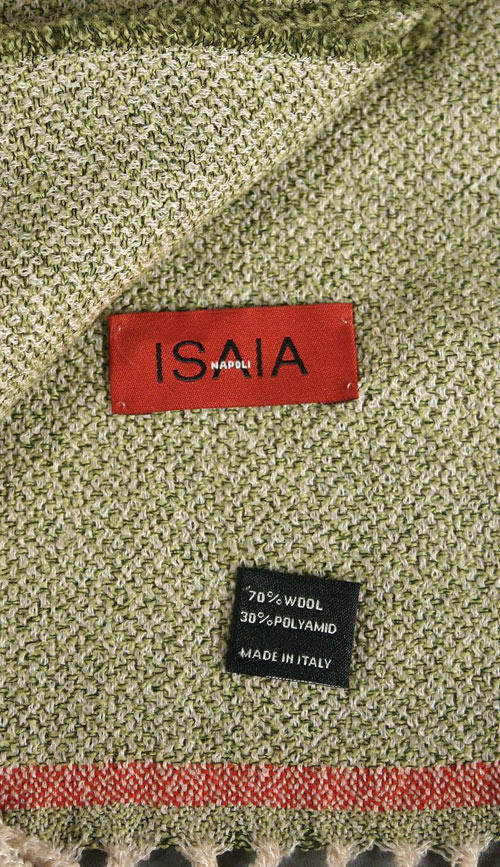 ISAIA
NAPOLI
70% WOOL
30% POLYAMID
MADE IN ITALY